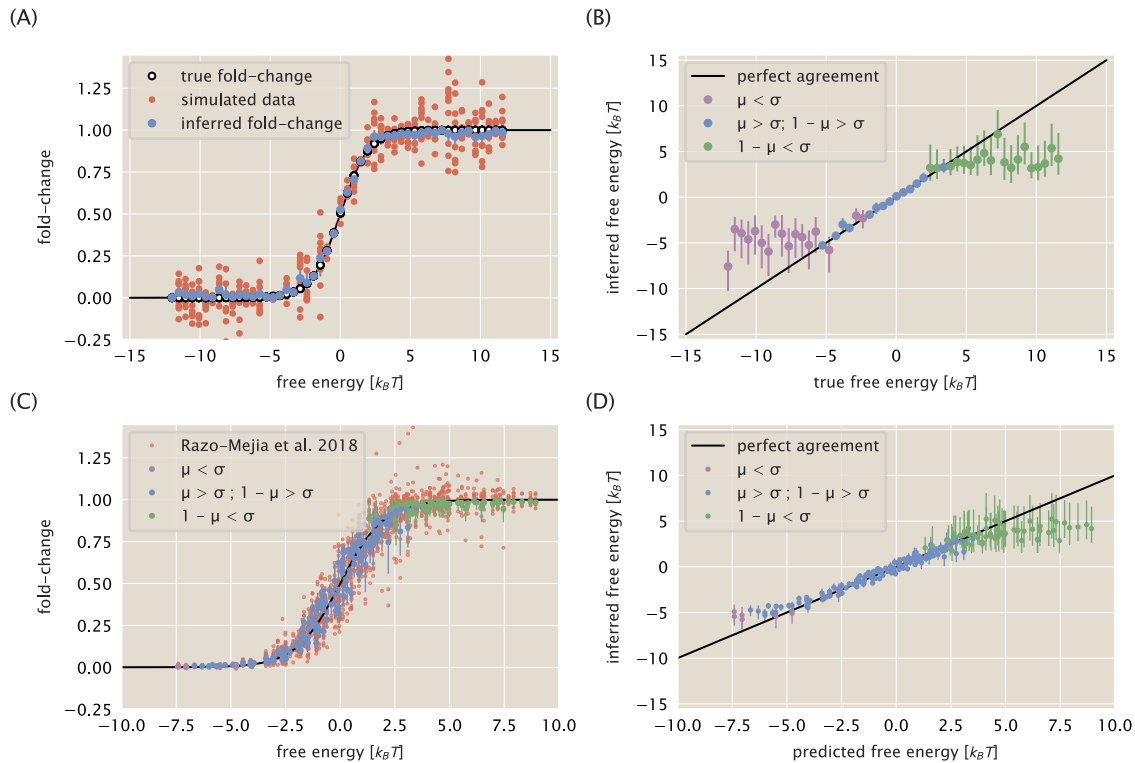 (A)
true fold-change
simulated data
inferred fold-change
1.25
1.00
0.75
0.50
0.25
0.00
−0.25
fold-change
−15 −10 −5 0 5 10 15
free energy [kBT]
(B)
perfect agreement
μ < σ
μ > σ; 1 − μ > σ
1 − μ < σ
15
10
5
0
−5
−10
−15
inferred free energy [kBT]
−15 −10 −5 0 5 10 15
true free energy [kBT]
(C)
Razo-Mejia et al. 2018
μ < σ
μ > σ ; 1 − μ > σ
1 − μ < σ
1.25
1.00
0.75
0.50
0.25
0.00
−0.25
fold-change
−10.0 −7.5 −5.0 −2.5 0.0 2.5 5.0 7.5 10.0
free energy [kBT]
(D)
perfect agreement
μ < σ
μ > σ ; 1 − μ > σ
1 − μ < σ
15
10
5
0
−5
−10
−15
inferred free energy [kBT]
−10.0 −7.5 −5.0 −2.5 0.0 2.5 5.0 7.5 10.0
predicted free energy [kBT]